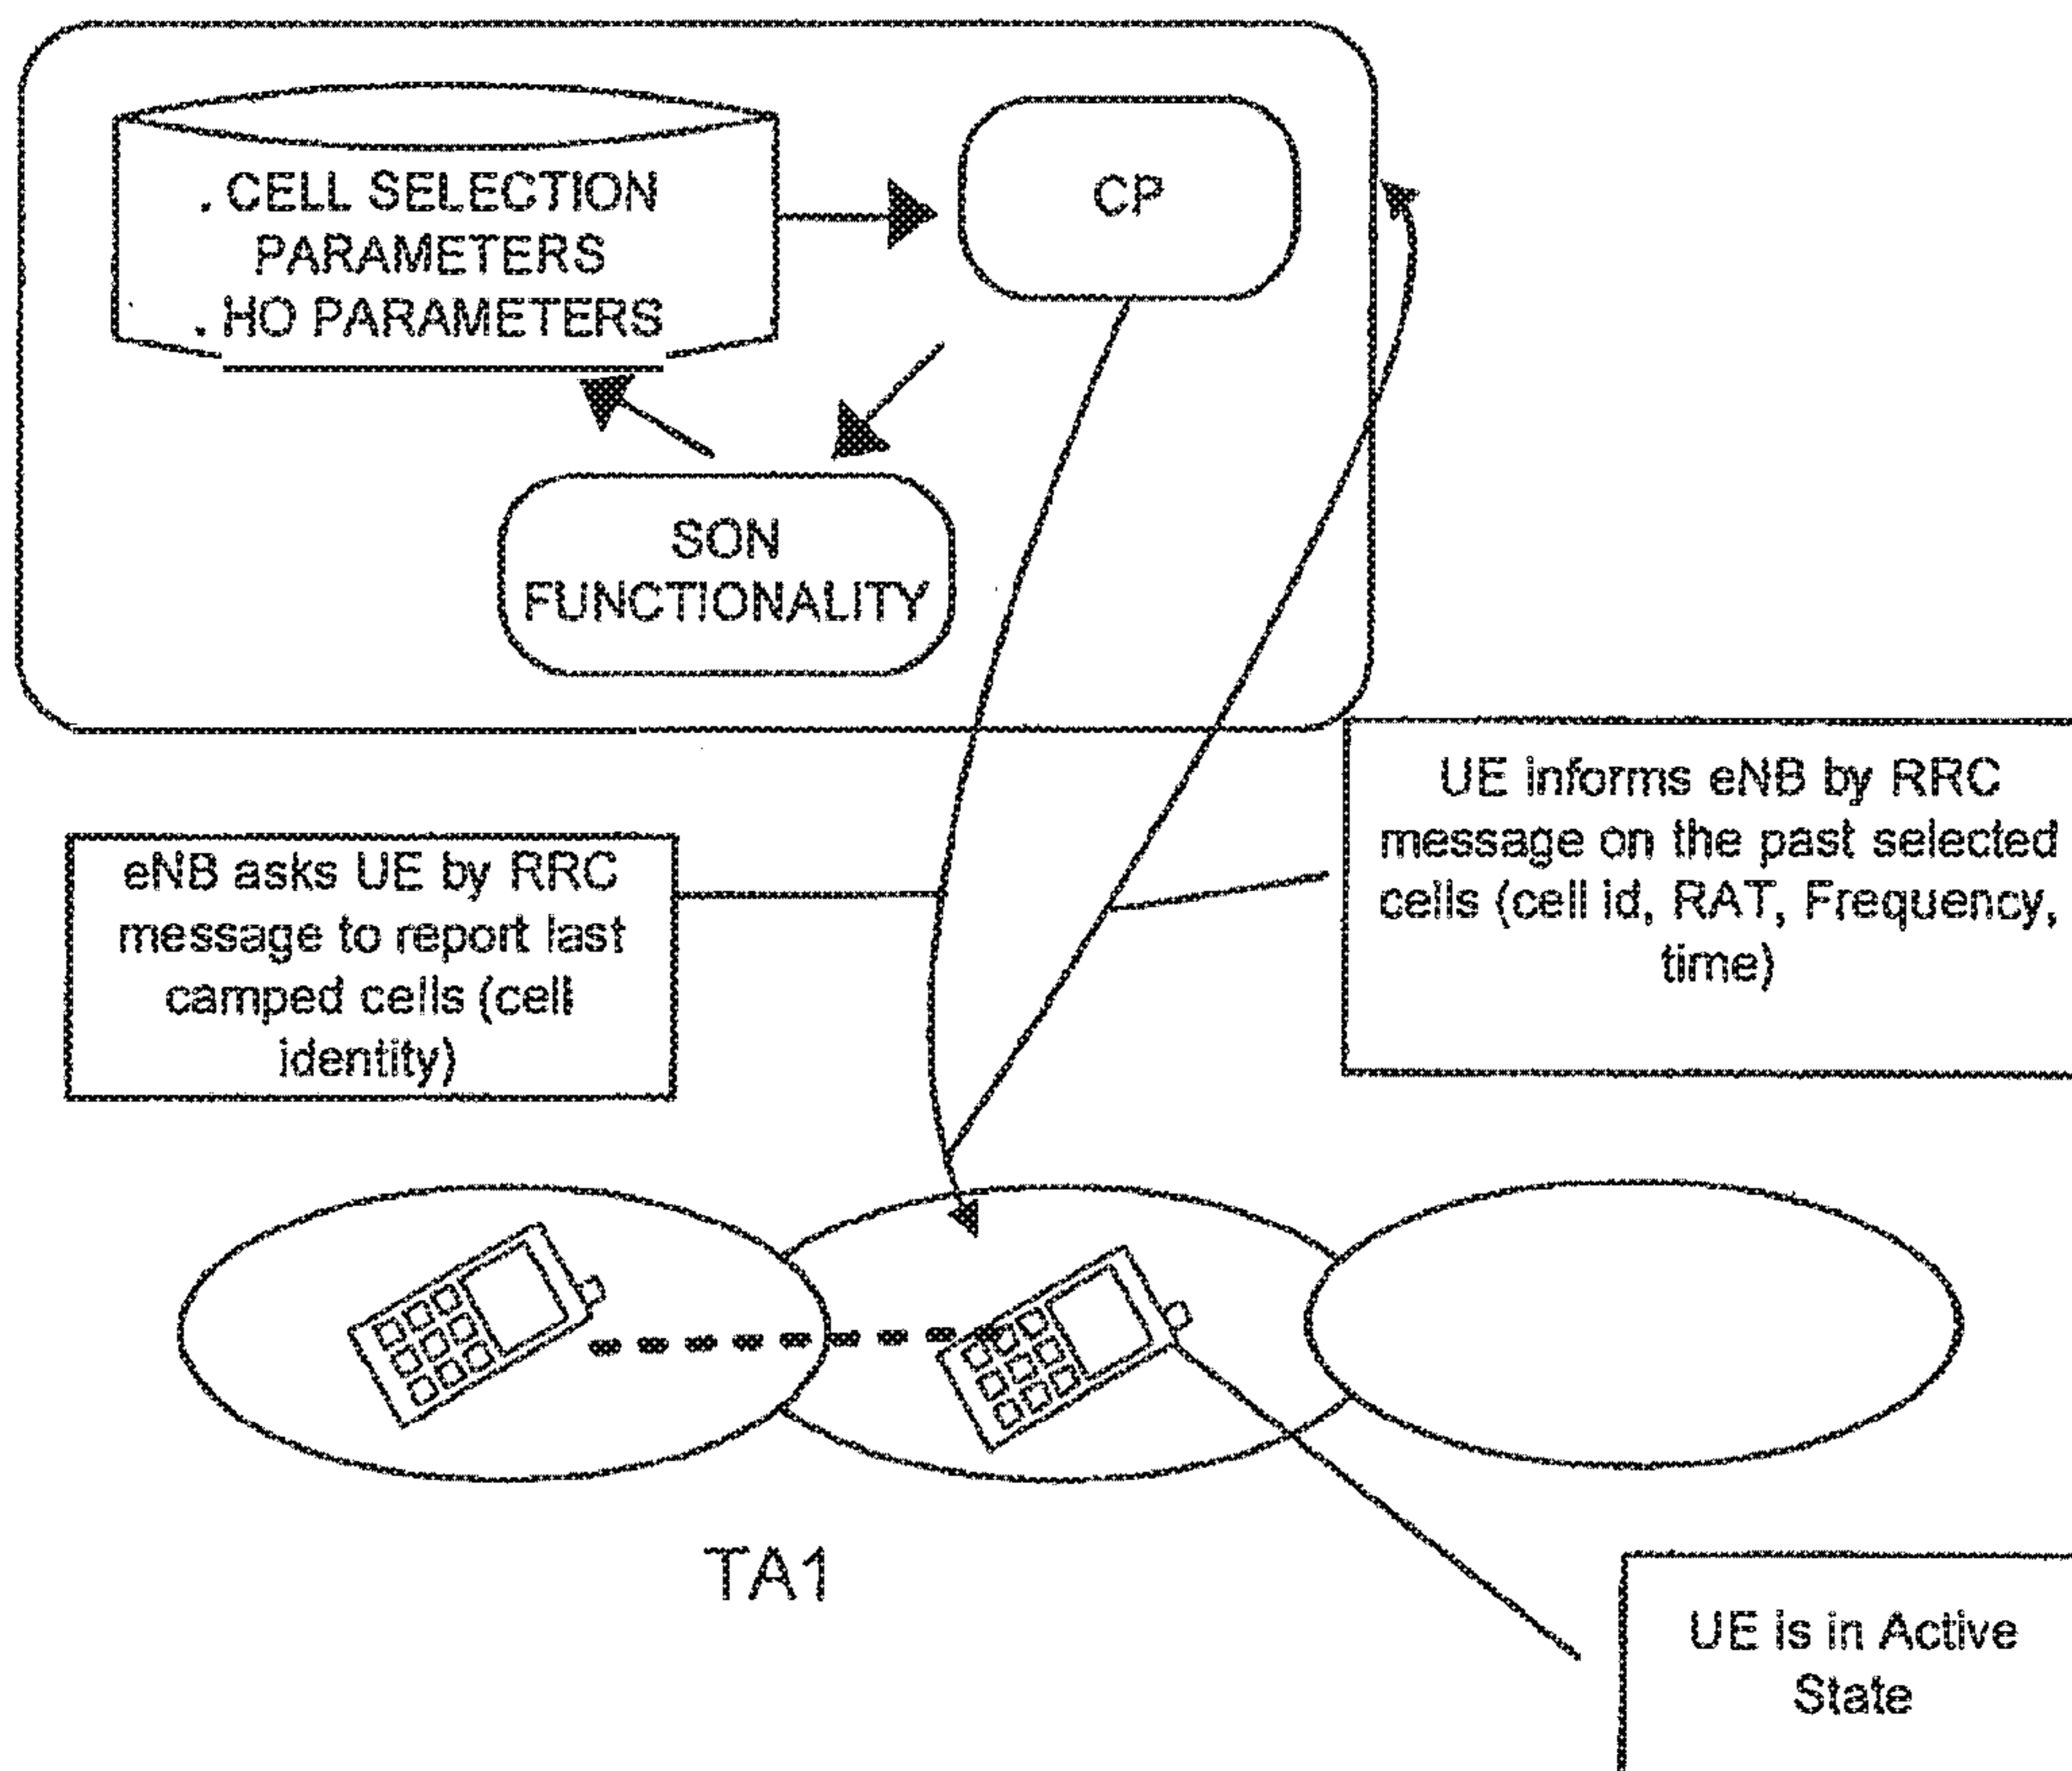 . CELL SELECTION
PARAMETERS
. HO PARAMETERS
CP
SON
FUNCTIONALITY
eNB asks UE by RRC
message to report last
camped cells (cell
identity)
UE informs eNB by RRC
message on the past selected
cells (cell id, RAT, Frequency,
time)
TA1
UE is in Active
State